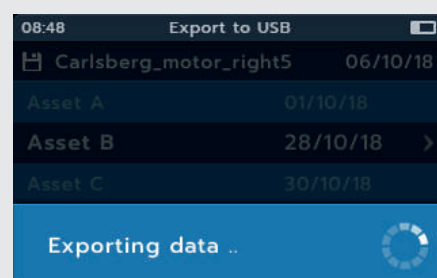 08:48 Export to USB
Carlsberg_motor_right5 06/10/18
Asset A 01/10/18
Asset B 28/10/18 >
Asset C 30/10/18
Exporting data ..